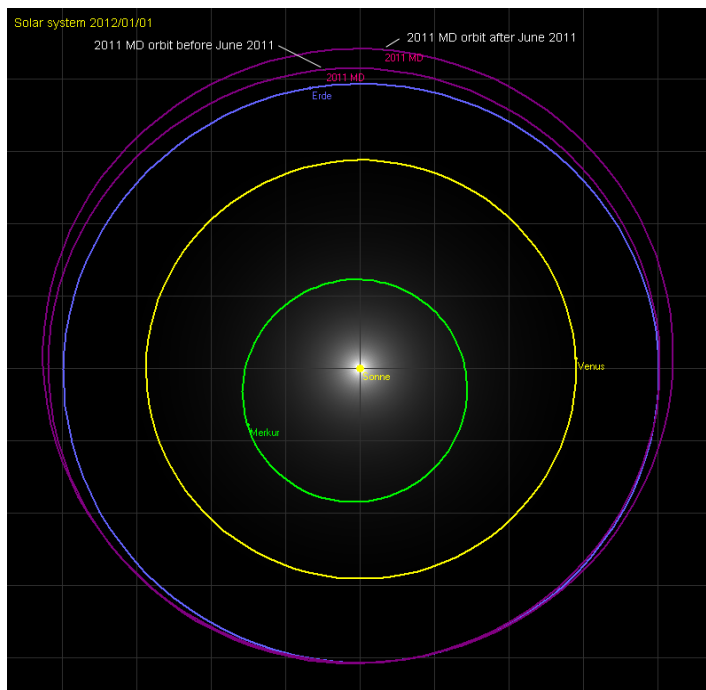 Solar system 2012/01/01
2011 MD orbit before June 2011
2011 MD orbit after June 2011
2011 MD
2011 MD
Erde
Venus
Sonne
Merkur